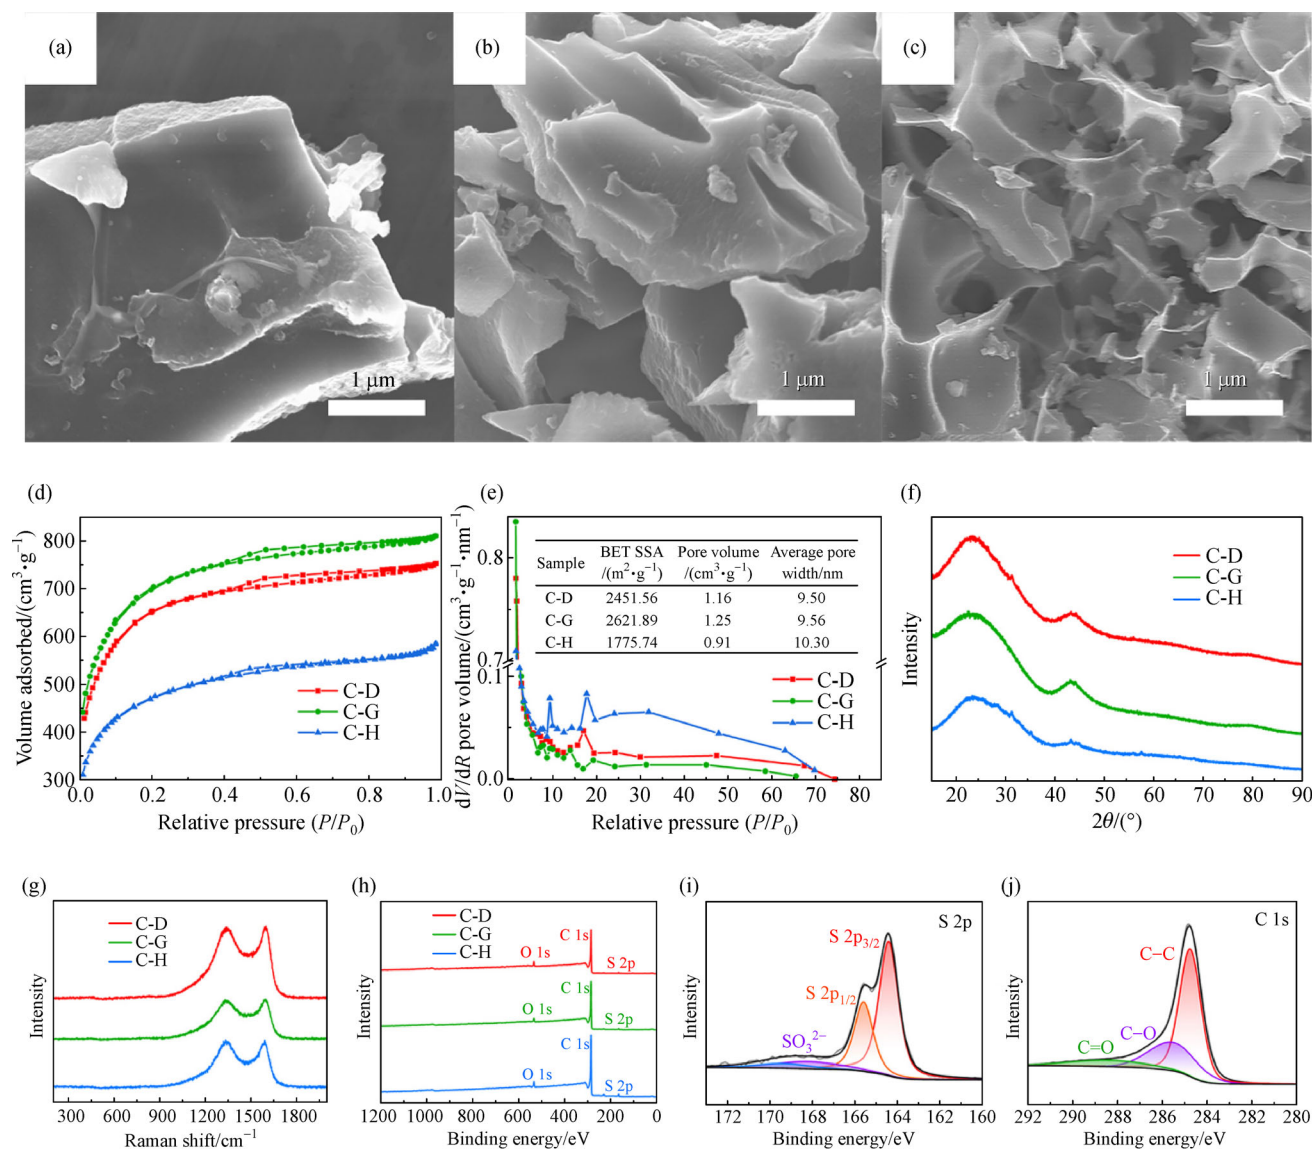 (a)
(b)
(c)
1 μm
1 μm
1 μm
(d)
Volume adsorbed/(cm³•g⁻¹)
800
700
600
500
400
300
C-D
C-G
C-H
0.0 0.2 0.4 0.6 0.8 1.0
Relative pressure (P/P₀)
(e)
dV/dR pore volume/(cm³•g⁻¹•nm⁻¹)
0.8
0.7
0.1
0.0
Sample BET SSA /(m²•g⁻¹) Pore volume /(cm³•g⁻¹) Average pore width/nm
C-D 2451.56 1.16 9.50
C-G 2621.89 1.25 9.56
C-H 1775.74 0.91 10.30
C-D
C-G
C-H
0 10 20 30 40 50 60 70 80
Relative pressure (P/P₀)
(f)
Intensity
C-D
C-G
C-H
20 30 40 50 60 70 80 90
2θ/(°)
(g)
Intensity
C-D
C-G
C-H
300 600 900 1200 1500 1800
Raman shift/cm⁻¹
(h)
Intensity
C-D
C-G
C-H
C 1s
O 1s
S 2p
C 1s
O 1s
S 2p
C 1s
O 1s
S 2p
1200 1000 800 600 400 200 0
Binding energy/eV
(i)
Intensity
S 2p
S 2p₃/₂
S 2p₁/₂
SO₃²⁻
172 170 168 166 164 162 160
Binding energy/eV
(j)
Intensity
C 1s
C−C
C−O
C=O
292 290 288 286 284 282 280
Binding energy/eV